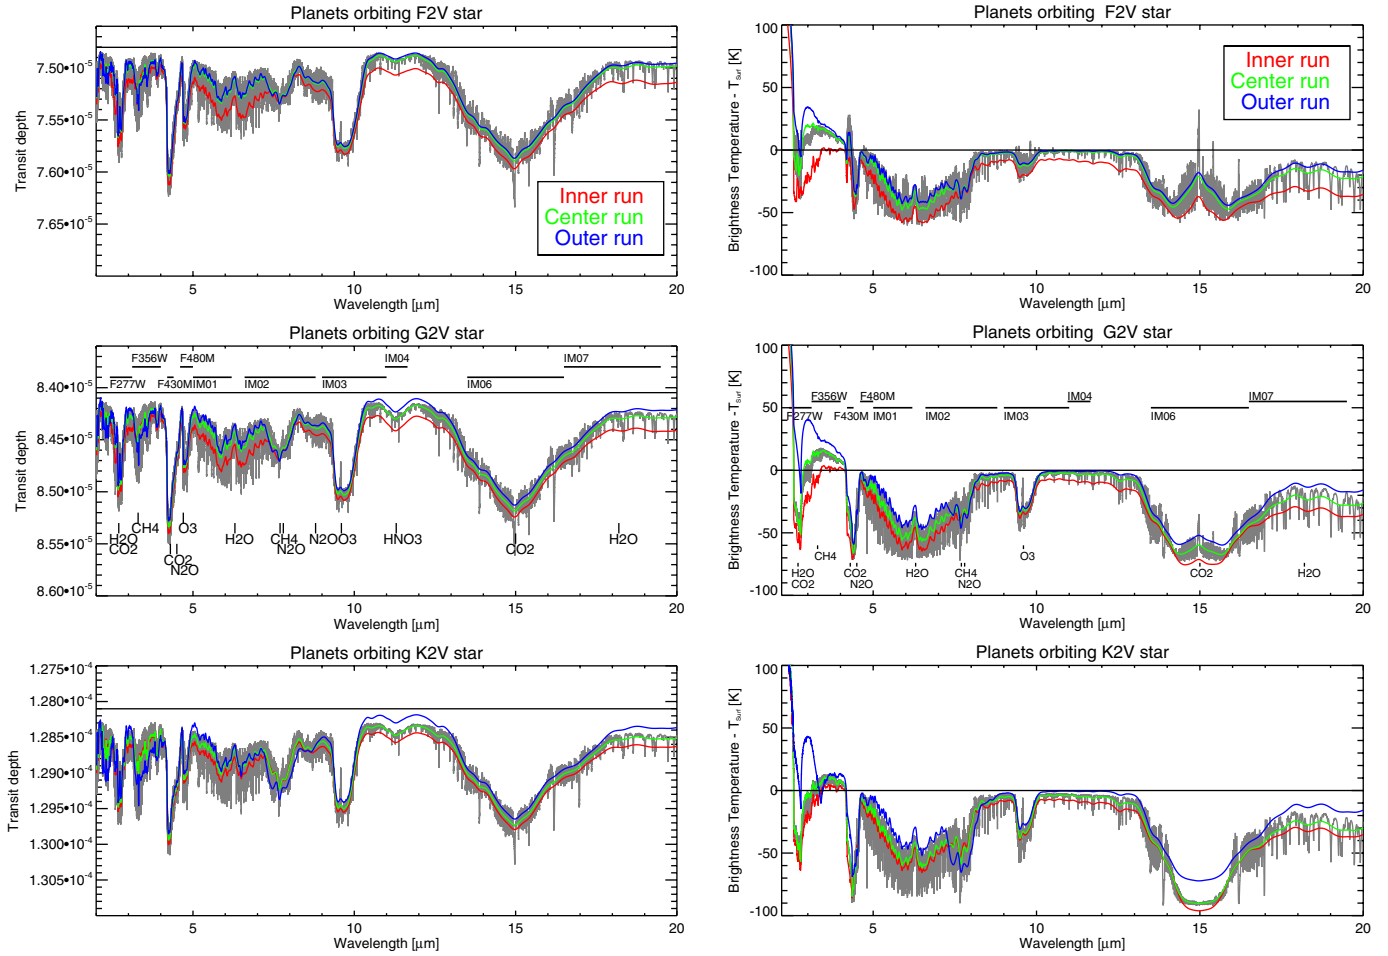 Planets orbiting F2V star
Transit depth
7.50•10⁻⁵
7.55•10⁻⁵
7.60•10⁻⁵
7.65•10⁻⁵
Inner run
Center run
Outer run
5 10 15 20
Wavelength [μm]
Planets orbiting F2V star
Brightness Temperature - T_Surf [K]
100
50
0
-50
-100
Inner run
Center run
Outer run
5 10 15 20
Wavelength [μm]
Planets orbiting G2V star
Transit depth
8.40•10⁻⁵
8.45•10⁻⁵
8.50•10⁻⁵
8.55•10⁻⁵
8.60•10⁻⁵
F356W F480M IM04 IM07
F277W F430M IM01 IM02 IM03 IM06
CH4 O3
H2O H2O CH4 N2O O3 HNO3 CO2 H2O
CO2 CO2 N2O
N2O
5 10 15 20
Wavelength [μm]
Planets orbiting G2V star
Brightness Temperature - T_Surf [K]
100
50
0
-50
-100
F356W F480M IM04 IM07
F277W F430M IM01 IM02 IM03 IM06
CH4 O3
H2O CO2 H2O CH4 CO2 H2O
CO2 N2O N2O
5 10 15 20
Wavelength [μm]
Planets orbiting K2V star
Transit depth
1.275•10⁻⁴
1.280•10⁻⁴
1.285•10⁻⁴
1.290•10⁻⁴
1.295•10⁻⁴
1.300•10⁻⁴
1.305•10⁻⁴
5 10 15 20
Wavelength [μm]
Planets orbiting K2V star
Brightness Temperature - T_Surf [K]
100
50
0
-50
-100
5 10 15 20
Wavelength [μm]